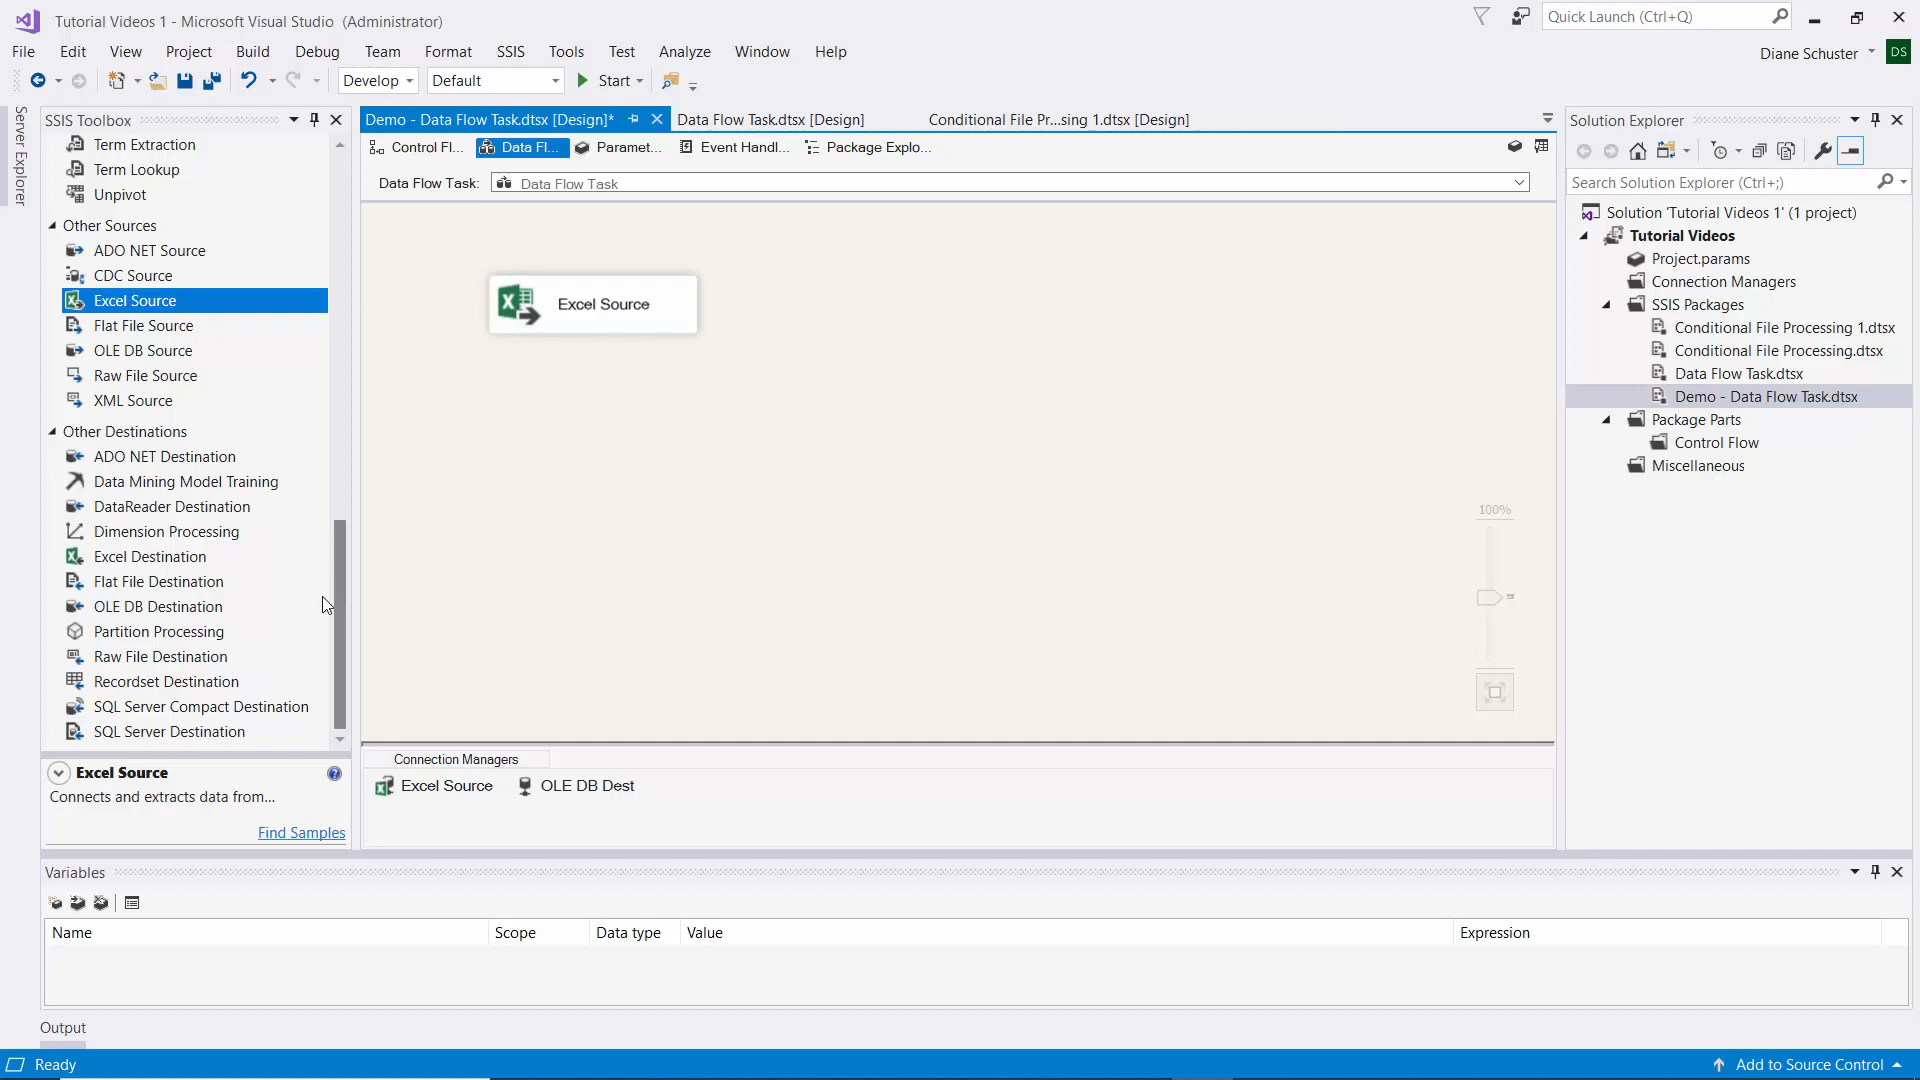 Tutorial Videos 1 - Microsoft Visual Studio (Administrator)
Quick Launch (Ctrl+Q)
File Edit View Project Build Debug Team Format SSIS Tools Test Analyze Window Help
Diane Schuster DS
Develop Default Start
Server Explorer
SSIS Toolbox
Term Extraction
Term Lookup
Unpivot
Other Sources
ADO NET Source
CDC Source
Excel Source
Flat File Source
OLE DB Source
Raw File Source
XML Source
Other Destinations
ADO NET Destination
Data Mining Model Training
DataReader Destination
Dimension Processing
Excel Destination
Flat File Destination
OLE DB Destination
Partition Processing
Raw File Destination
Recordset Destination
SQL Server Compact Destination
SQL Server Destination
Excel Source
Connects and extracts data from...
Find Samples
Demo - Data Flow Task.dtsx [Design]* Data Flow Task.dtsx [Design] Conditional File Pr...sing 1.dtsx [Design]
Control Fl... Data Fl... Paramet... Event Handl... Package Explo...
Data Flow Task: Data Flow Task
Excel Source
100%
Connection Managers
Excel Source OLE DB Dest
Solution Explorer
Search Solution Explorer (Ctrl+;)
Solution 'Tutorial Videos 1' (1 project)
Tutorial Videos
Project.params
Connection Managers
SSIS Packages
Conditional File Processing 1.dtsx
Conditional File Processing.dtsx
Data Flow Task.dtsx
Demo - Data Flow Task.dtsx
Package Parts
Control Flow
Miscellaneous
Variables
Name Scope Data type Value Expression
Output
Ready
Add to Source Control